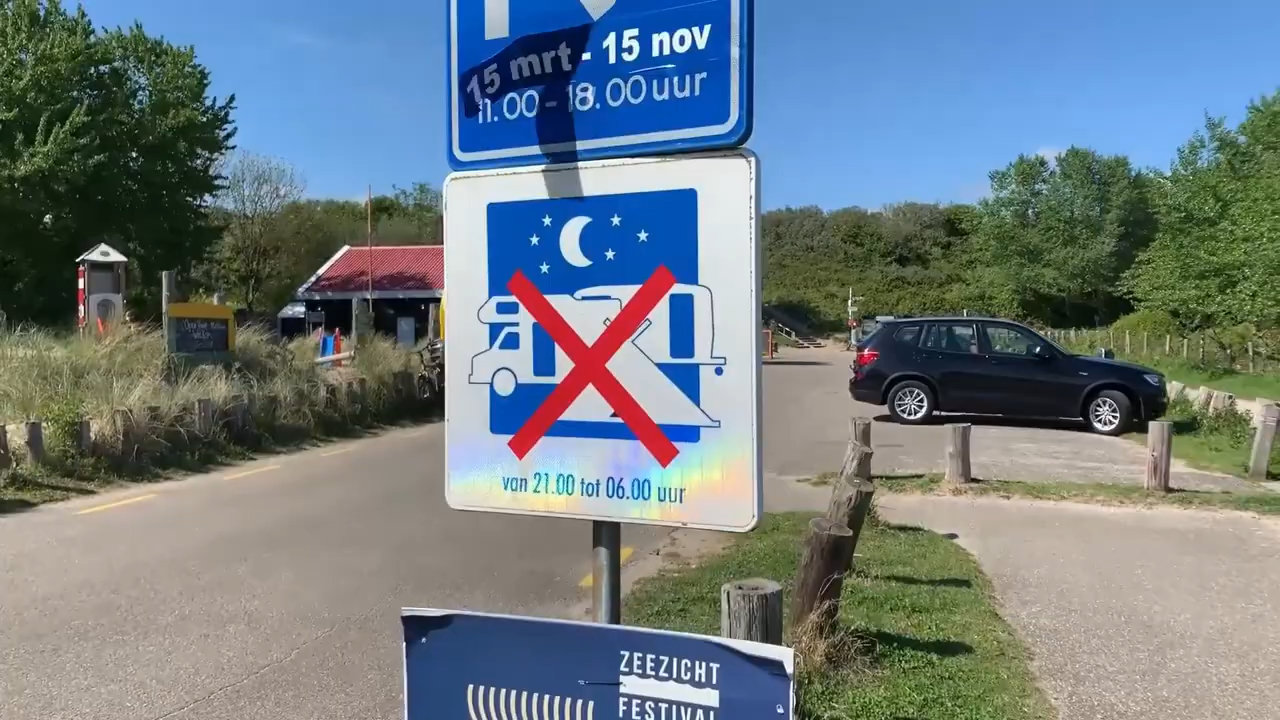 15 mrt - 15 nov
11.00 - 18.00 uur
van 21.00 tot 06.00 uur
ZEEZICHT
FESTIVAL